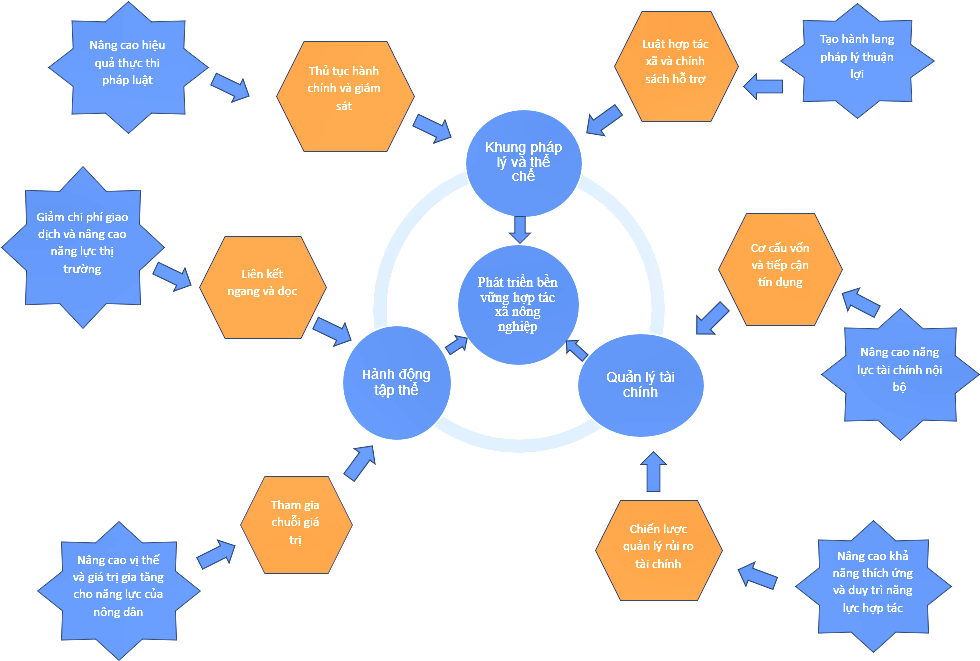 Nâng cao hiệu
quả thực thi
pháp luật
Thủ tục hành
chính và giám
sát
Luật hợp tác
xã và chính
sách hỗ trợ
Tạo hành lang
pháp lý thuận
lợi
Khung pháp
lý và thể
chế
Giảm chi phí giao
dịch và nâng cao
năng lực thị
trường
Liên kết
ngang và dọc
Phát triển bền
vững hợp tác
xã nông
nghiệp
Cơ cấu vốn
và tiếp cận
tín dụng
Nâng cao năng
lực tài chính nội
bộ
Hành động
tập thể
Quản lý tài
chính
Tham gia
chuỗi giá
trị
Nâng cao vị thế
và giá trị gia tăng
cho năng lực của
nông dân
Chiến lược
quản lý rủi ro
tài chính
Nâng cao khả
năng thích ứng
và duy trì năng
lực hợp tác